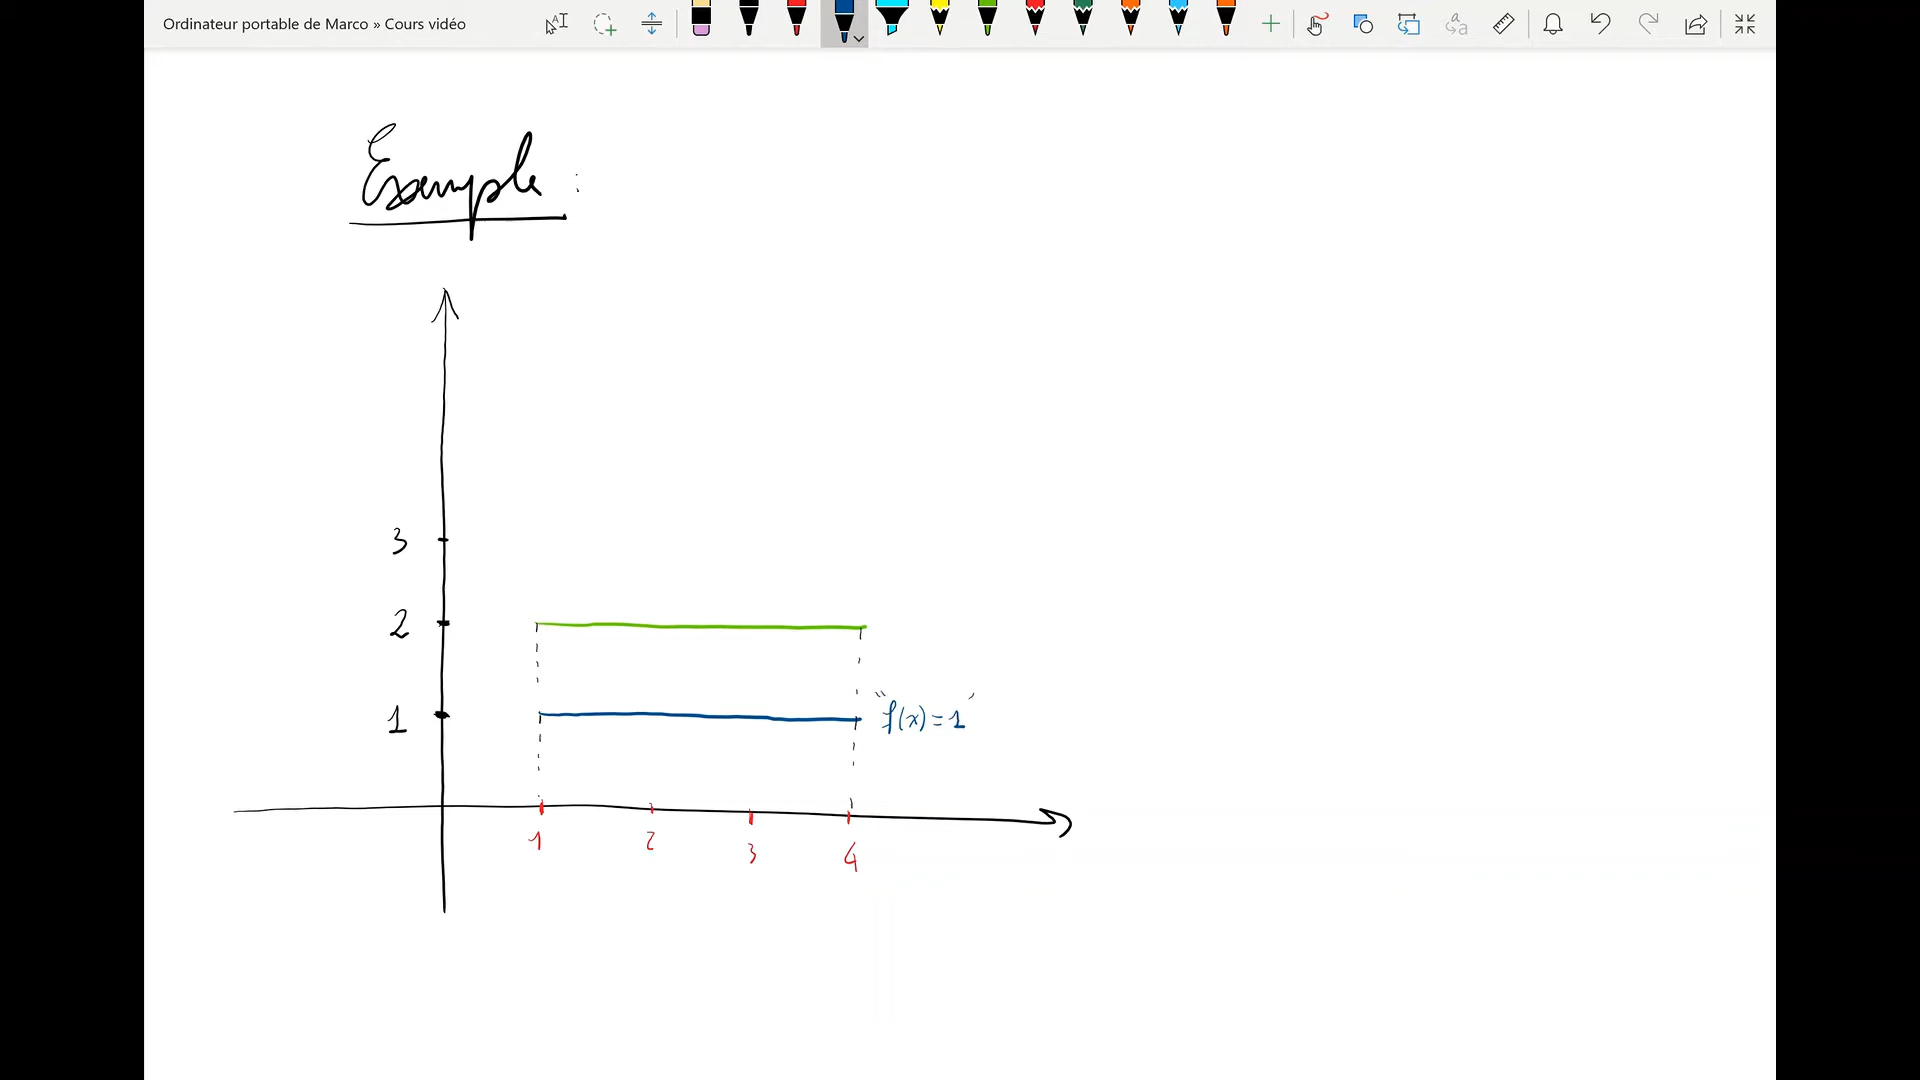 Ordinateur portable de Marco » Cours vidéo
Exemple :
3
2
1
"f(x) = 1"
1 2 3 4